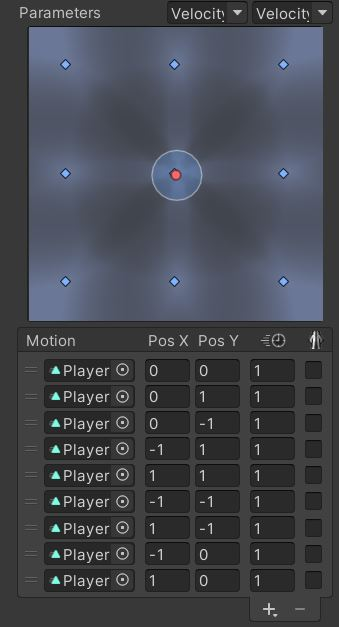 Parameters Velocity Velocity
Motion Pos X Pos Y
Player 0 0 1
Player 0 1 1
Player 0 -1 1
Player -1 1 1
Player 1 1 1
Player -1 -1 1
Player 1 -1 1
Player -1 0 1
Player 1 0 1